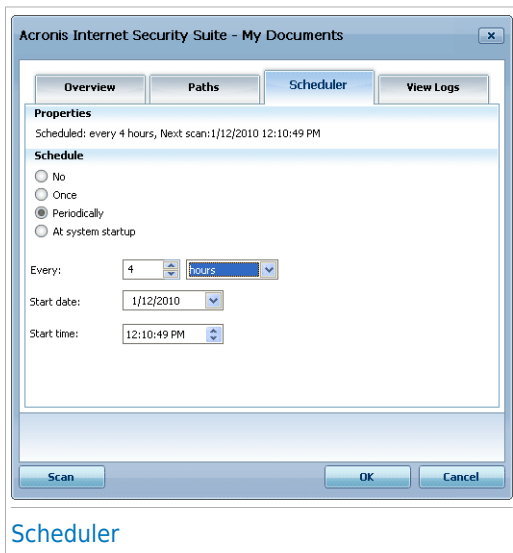 Acronis Internet Security Suite - My Documents
Overview Paths Scheduler View Logs
Properties
Scheduled: every 4 hours, Next scan:1/12/2010 12:10:49 PM
Schedule
No
Once
Periodically
At system startup
Every: 4 hours
Start date: 1/12/2010
Start time: 12:10:49 PM
Scan OK Cancel
Scheduler